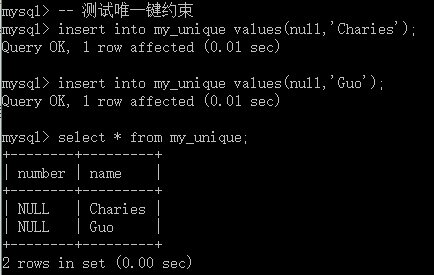 mysql> -- 测试唯一键约束
mysql> insert into my_unique values(null,'Charies');
Query OK, 1 row affected (0.01 sec)
mysql> insert into my_unique values(null,'Guo');
Query OK, 1 row affected (0.01 sec)
mysql> select * from my_unique;
+--------+---------+
| number | name    |
+--------+---------+
| NULL   | Charies |
| NULL   | Guo     |
+--------+---------+
2 rows in set (0.00 sec)